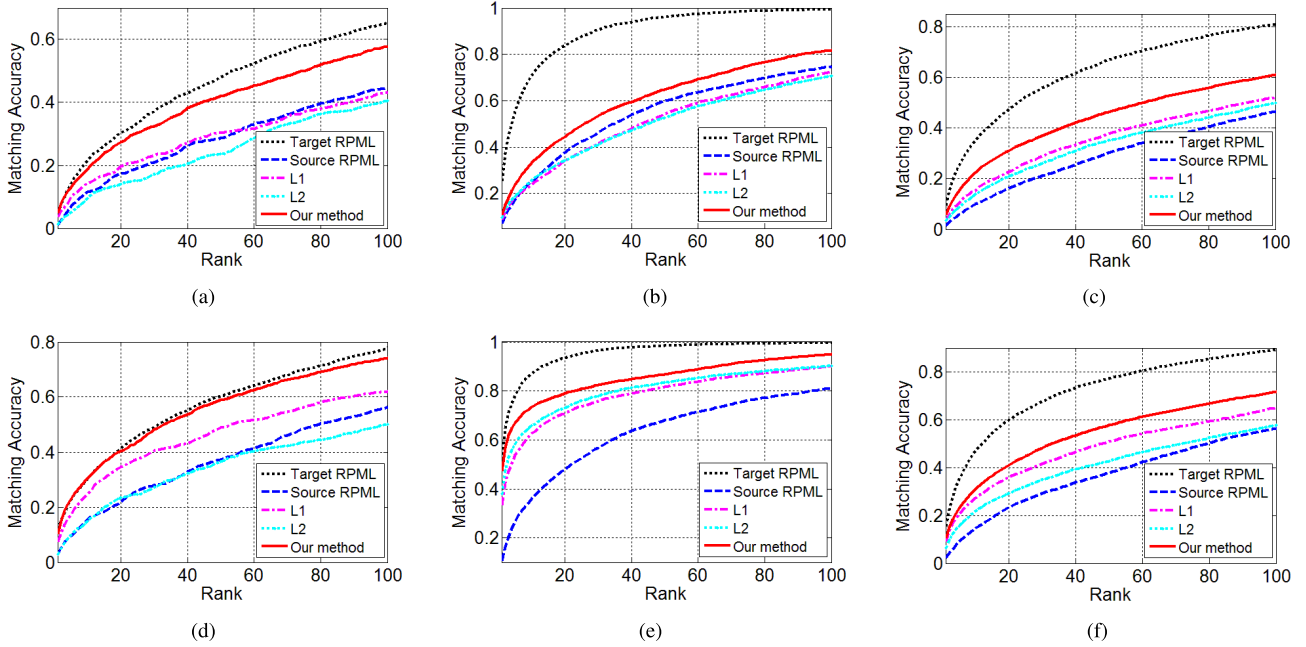 Matching Accuracy
0.6
0.4
0.2
0
20
40
60
80
100
Rank
Target RPML
Source RPML
L1
L2
Our method
(a)
Matching Accuracy
1
0.8
0.6
0.4
0.2
20
40
60
80
100
Rank
Target RPML
Source RPML
L1
L2
Our method
(b)
Matching Accuracy
0.8
0.6
0.4
0.2
0
20
40
60
80
100
Rank
Target RPML
Source RPML
L1
L2
Our method
(c)
Matching Accuracy
0.8
0.6
0.4
0.2
0
20
40
60
80
100
Rank
Target RPML
Source RPML
L1
L2
Our method
(d)
Matching Accuracy
1
0.8
0.6
0.4
0.2
20
40
60
80
100
Rank
Target RPML
Source RPML
L1
L2
Our method
(e)
Matching Accuracy
0.8
0.6
0.4
0.2
0
20
40
60
80
100
Rank
Target RPML
Source RPML
L1
L2
Our method
(f)